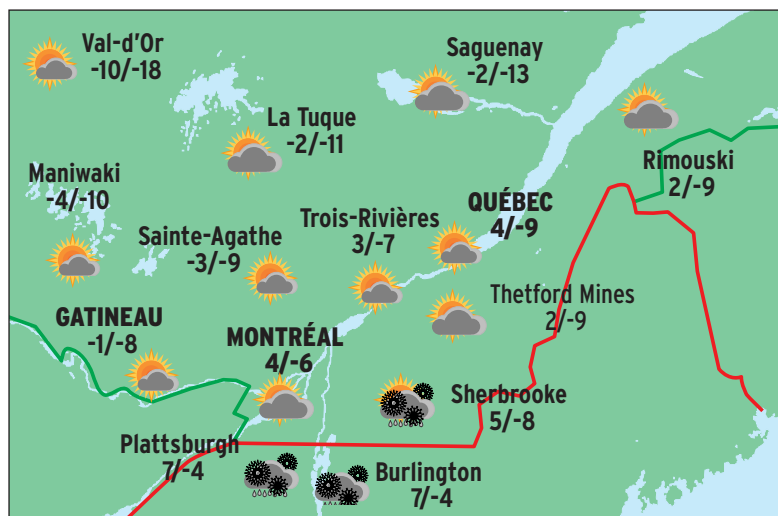 Val-d'Or
-10/-18
Saguenay
-2/-13
La Tuque
-2/-11
Rimouski
2/-9
Maniwaki
-4/-10
QUÉBEC
4/-9
Trois-Rivières
3/-7
Sainte-Agathe
-3/-9
Thetford Mines
2/-9
GATINEAU
-1/-8
MONTRÉAL
4/-6
Sherbrooke
5/-8
Plattsburgh
7/-4
Burlington
7/-4